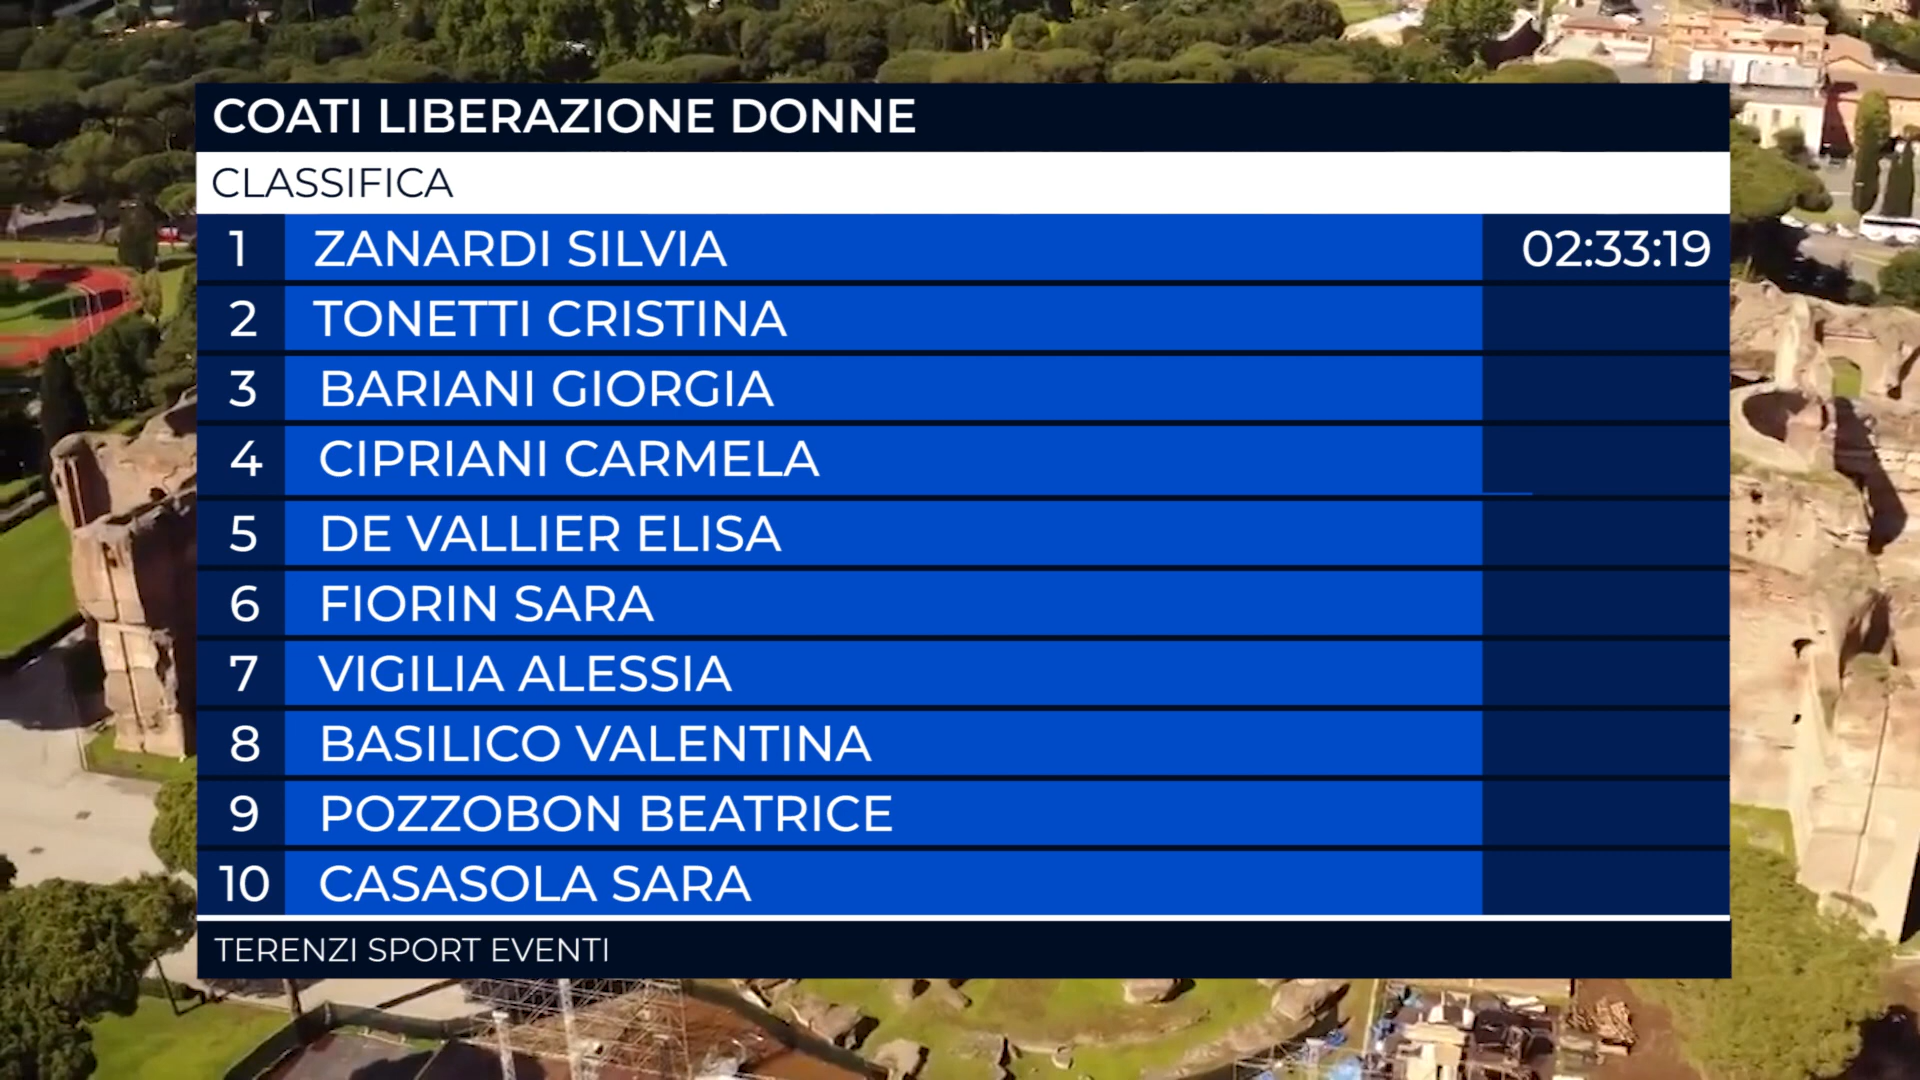 COATI LIBERAZIONE DONNE
CLASSIFICA
1 ZANARDI SILVIA 02:33:19
2 TONETTI CRISTINA
3 BARIANI GIORGIA
4 CIPRIANI CARMELA
5 DE VALLIER ELISA
6 FIORIN SARA
7 VIGILIA ALESSIA
8 BASILICO VALENTINA
9 POZZOBON BEATRICE
10 CASASOLA SARA
TERENZI SPORT EVENTI